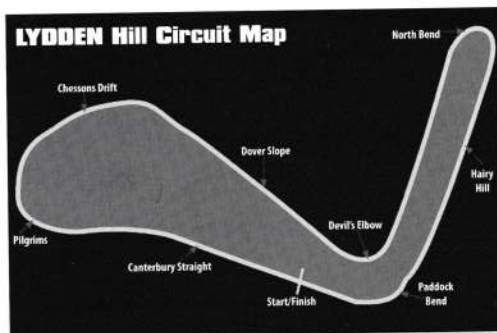 LYDDEN Hill Circuit Map
North Bend
Chessons Drift
Dover Slope
Hairy
Hill
Devil's Elbow
Pilgrims
Canterbury Straight
Paddock
Bend
Start/Finish